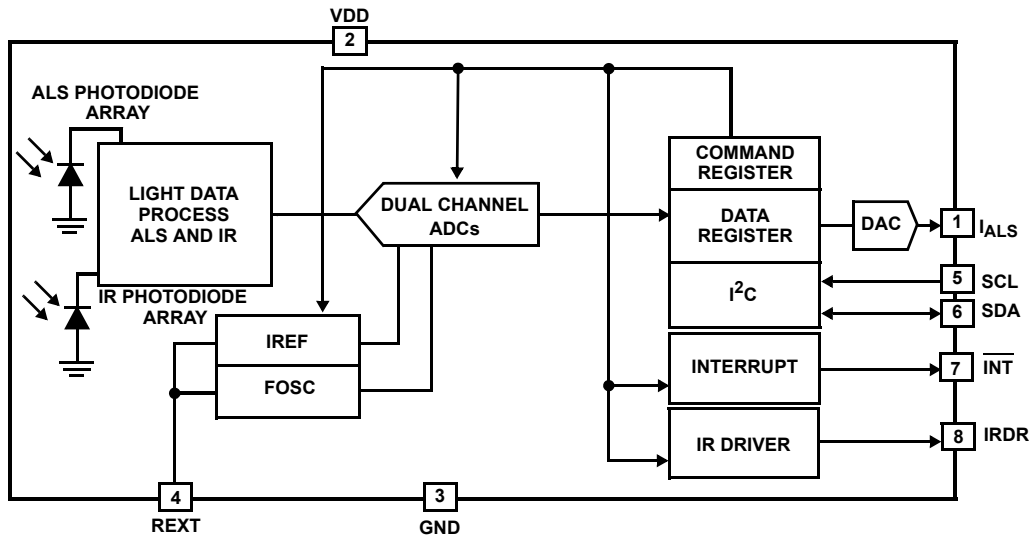 VDD
2
ALS PHOTODIODE
ARRAY
LIGHT DATA
PROCESS
ALS AND IR
IR PHOTODIODE
ARRAY
DUAL CHANNEL
ADCs
IREF
FOSC
COMMAND
REGISTER
DATA
REGISTER
I²C
INTERRUPT
IR DRIVER
DAC
1
I_ALS
5
SCL
6
SDA
7
I̅N̅T̅
8
IRDR
4
REXT
3
GND